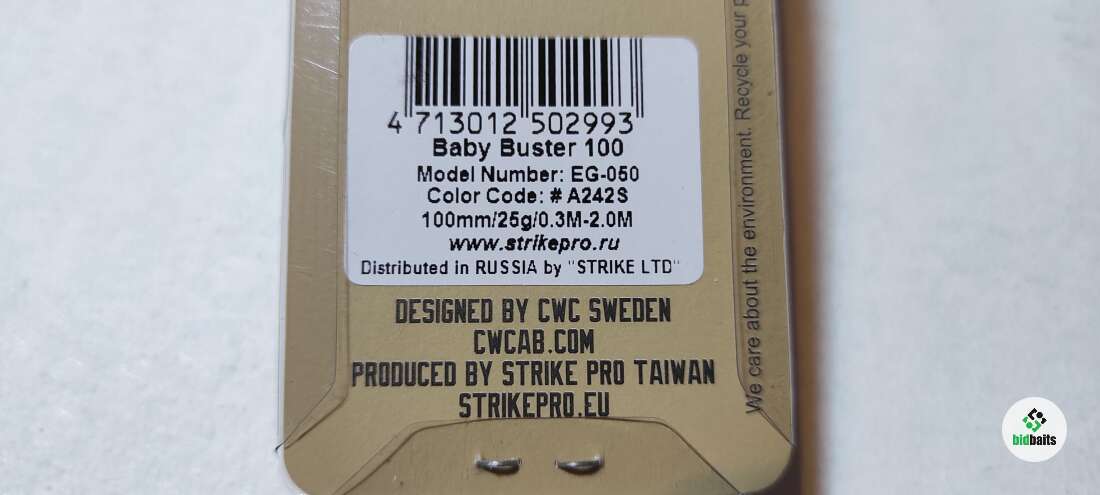 4 713012 502993
Baby Buster 100
Model Number: EG-050
Color Code: # A242S
100mm/25g/0.3M-2.0M
www.strikepro.ru
Distributed in RUSSIA by "STRIKE LTD"
DESIGNED BY CWC SWEDEN
CWCAB.COM
PRODUCED BY STRIKE PRO TAIWAN
STRIKEPRO.EU
We care about the environment. Recycle your
bidbaits